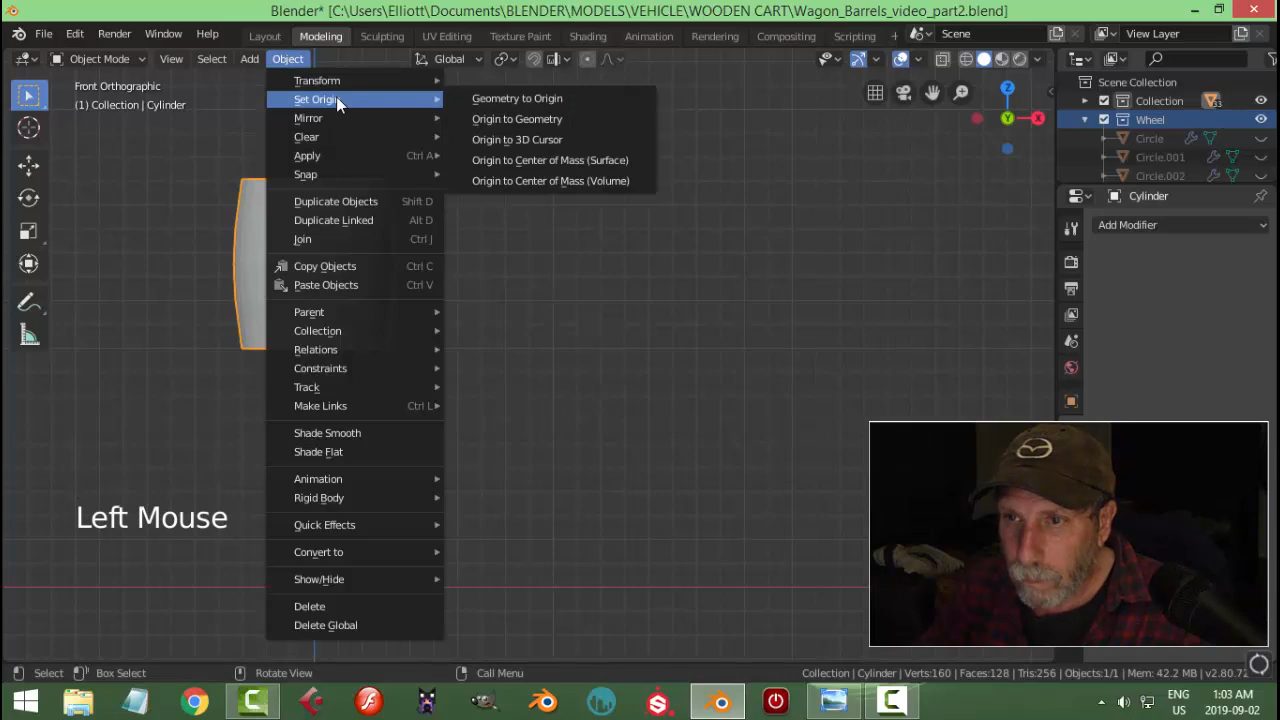 Blender* [C:\Users\Elliott\Documents\BLENDER\MODELS\VEHICLE\WOODEN CART\Wagon_Barrels_video_part2.blend]
File Edit Render Window Help Layout Modeling Sculpting UV Editing Texture Paint Shading Animation Rendering Compositing Scripting + Scene View Layer
Object Mode View Select Add Object Global
Front Orthographic
(1) Collection | Cylinder
Transform
Set Origin
Mirror
Clear
Apply Ctrl A
Snap
Duplicate Objects Shift D
Duplicate Linked Alt D
Join Ctrl J
Copy Objects Ctrl C
Paste Objects Ctrl V
Parent
Collection
Relations
Constraints
Track
Make Links Ctrl L
Shade Smooth
Shade Flat
Animation
Rigid Body
Quick Effects
Convert to
Show/Hide
Delete
Delete Global
Geometry to Origin
Origin to Geometry
Origin to 3D Cursor
Origin to Center of Mass (Surface)
Origin to Center of Mass (Volume)
Z
Y
X
Scene Collection
Collection 33
Wheel
Circle
Circle.001
Circle.002
Cylinder
Add Modifier
Left Mouse
Select Box Select Rotate View Call Menu Collection | Cylinder | Verts:160 | Faces:128 | Tris:256 | Objects:1/1 | Mem: 42.2 MB | v2.80.7
ENG
US
1:03 AM
2019-09-02